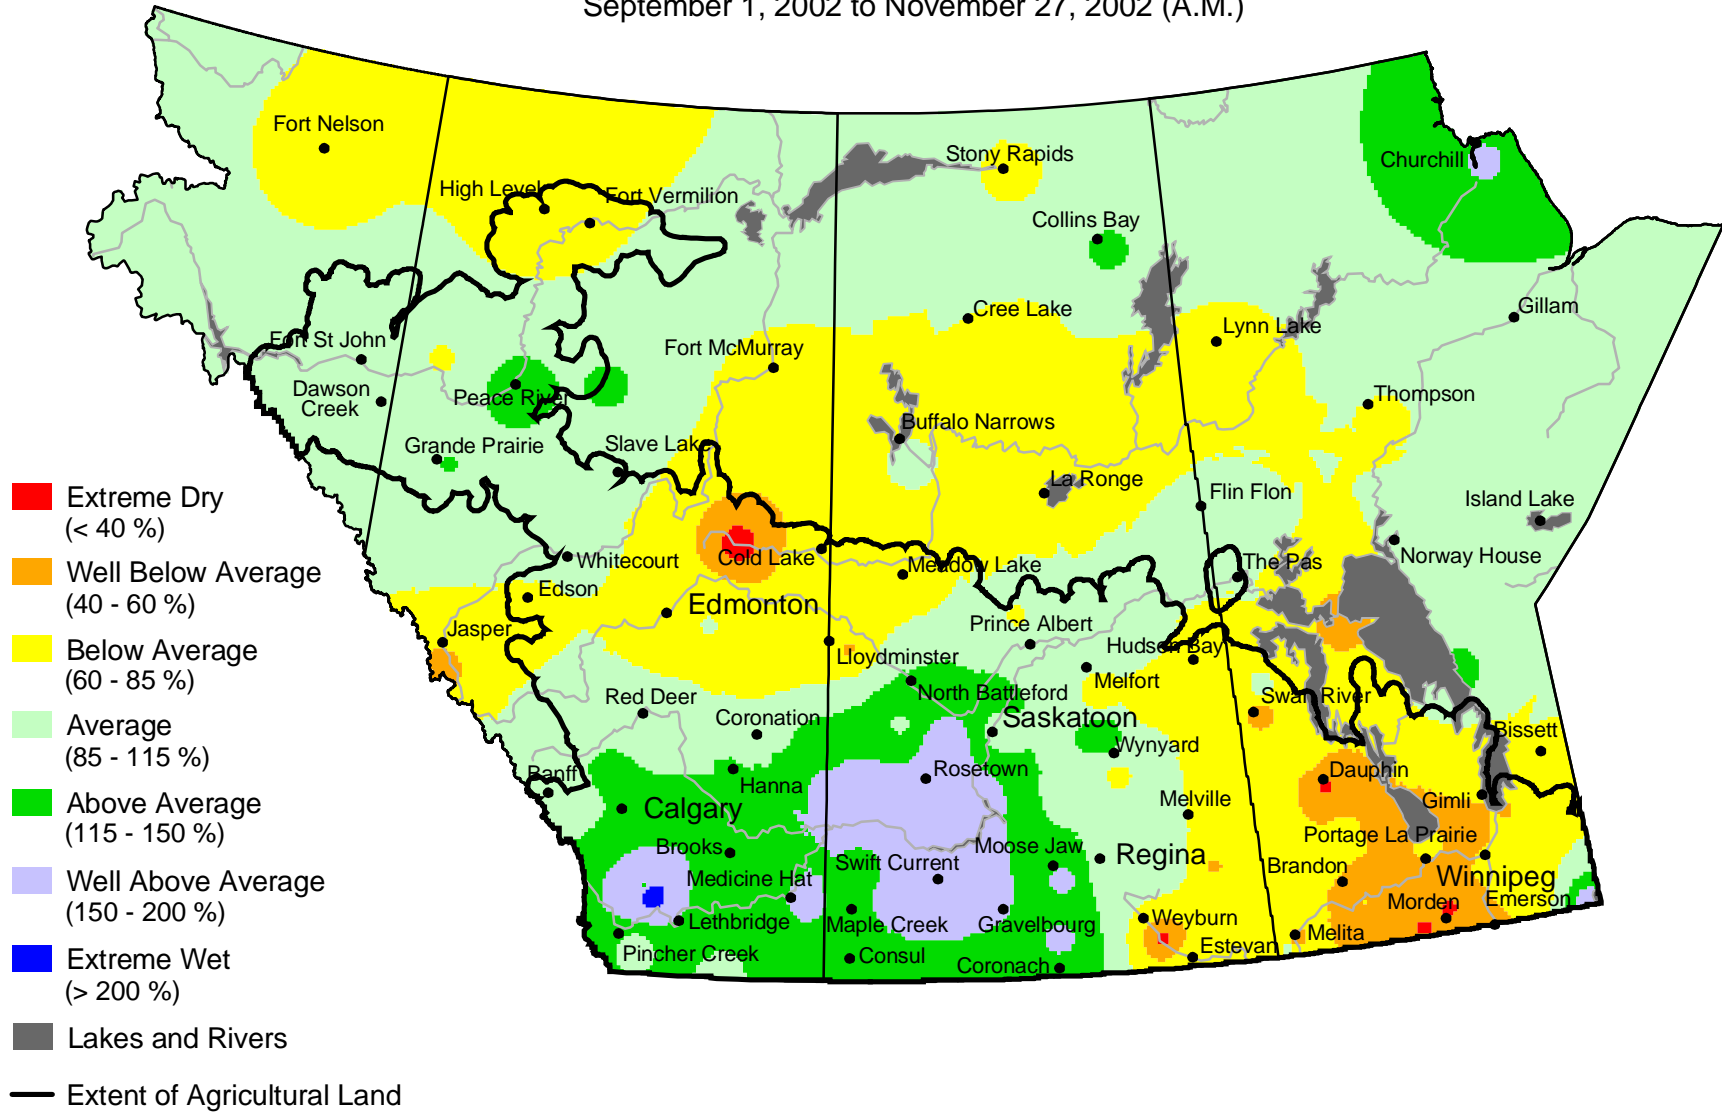 September 1, 2002 to November 27, 2002 (A.M.)
Fort Nelson
High Level
Fort Vermilion
Stony Rapids
Churchill
Collins Bay
Cree Lake
Lynn Lake
Gillam
Fort St John
Fort McMurray
Dawson
Creek
Peace River
Thompson
Buffalo Narrows
Grande Prairie
Slave Lake
La Ronge
Flin Flon
Island Lake
Whitecourt
Cold Lake
Meadow Lake
The Pas
Norway House
Edson
Edmonton
Jasper
Prince Albert
Hudson Bay
Lloydminster
Melfort
North Battleford
Swan River
Red Deer
Coronation
Saskatoon
Wynyard
Bissett
Banff
Hanna
Rosetown
Dauphin
Calgary
Melville
Gimli
Portage La Prairie
Brooks
Swift Current
Moose Jaw
Regina
Brandon
Winnipeg
Medicine Hat
Morden
Emerson
Lethbridge
Maple Creek
Gravelbourg
Weyburn
Melita
Pincher Creek
Consul
Coronach
Estevan
Extreme Dry
(< 40 %)
Well Below Average
(40 - 60 %)
Below Average
(60 - 85 %)
Average
(85 - 115 %)
Above Average
(115 - 150 %)
Well Above Average
(150 - 200 %)
Extreme Wet
(> 200 %)
Lakes and Rivers
Extent of Agricultural Land